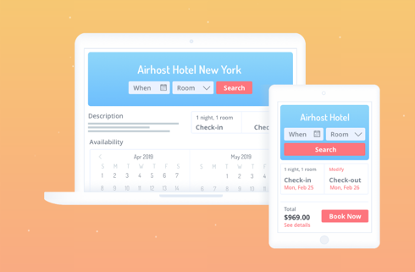 Airhost Hotel New York
When
Room
Search
Description
1 night, 1 room
Check-in
Availability
Apr 2019
May 2019
S M T W T F S
S M T W T
1 2 3 4 5 6 7
1 2 3
Airhost Hotel
When
Room
Search
1 night, 1 room
Modify
Check-in
Check-out
Mon, Feb 25
Mon, Feb 26
Total
$969.00
See details
Book Now